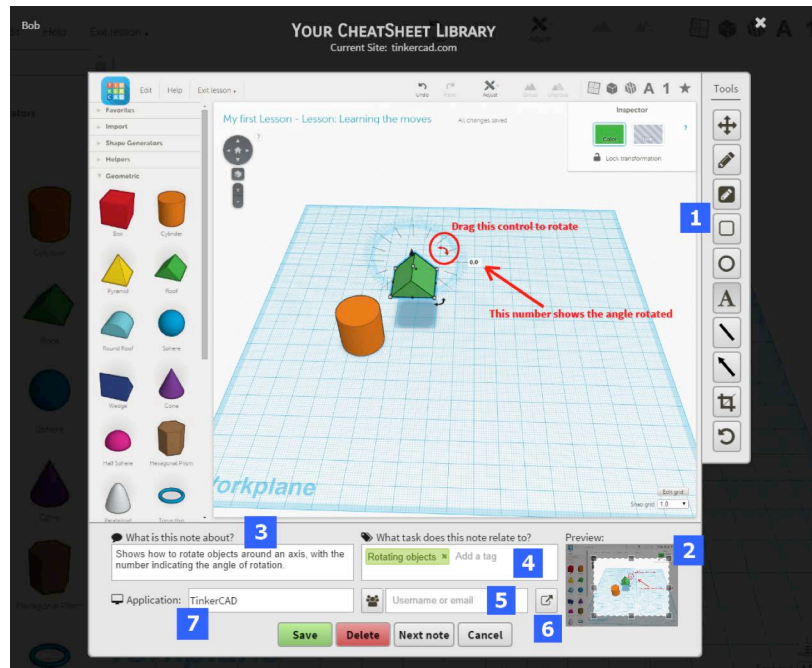 Bob
YOUR CHEATSHEET LIBRARY
Current Site: tinkercad.com
Edit Help Exit lesson
Undo Adjust
A 1
Tools
Favorites
Import
Shape Generators
Helpers
Geometric
Box Cylinder
Pyramid Roof
Round Roof Sphere
Wedge Cone
Half Sphere Hexagonal Prism
Paraboloid
My first Lesson - Lesson: Learning the moves All changes saved
Inspector
Color
?
Lock transformation
Drag this control to rotate
0.0
This number shows the angle rotated
1
A
Workplane
Edit grid
Snap grid 1.0
What is this note about? 3
Shows how to rotate objects around an axis, with the
number indicating the angle of rotation.
What task does this note relate to?
Rotating objects × Add a tag 4
Preview: 2
Application: TinkerCAD
7
Username or email 5
6
Save Delete Next note Cancel